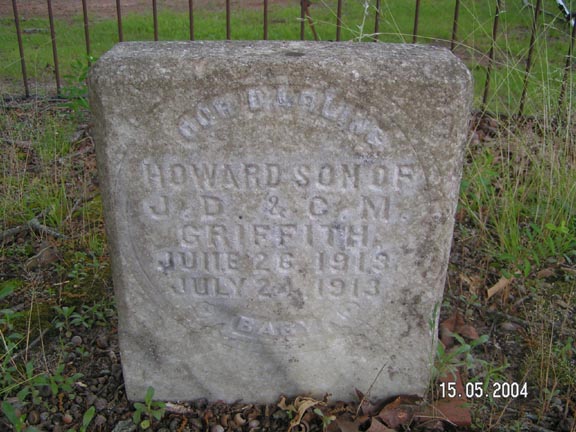 OUR DARLING
HOWARD SON OF
J. D. & C. M.
GRIFFITH.
JUNE 26 1913.
JULY 24, 1913
BABY
15.05.2004